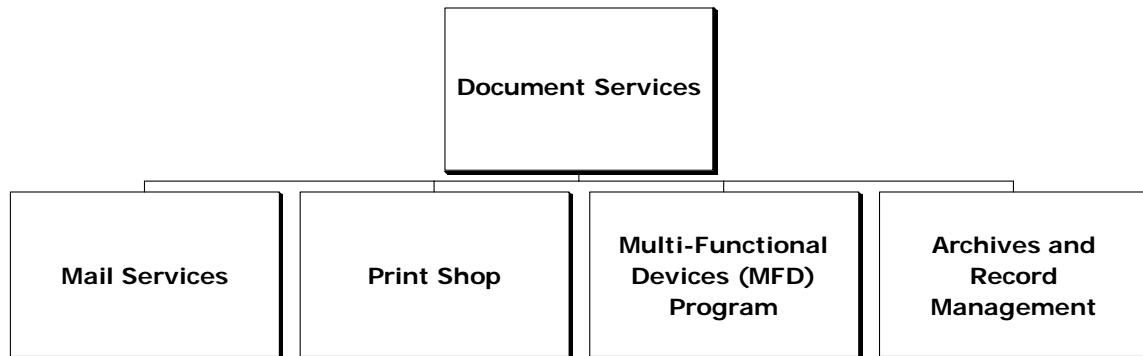 Document Services
Mail Services
Print Shop
Multi-Functional
Devices (MFD)
Program
Archives and
Record
Management